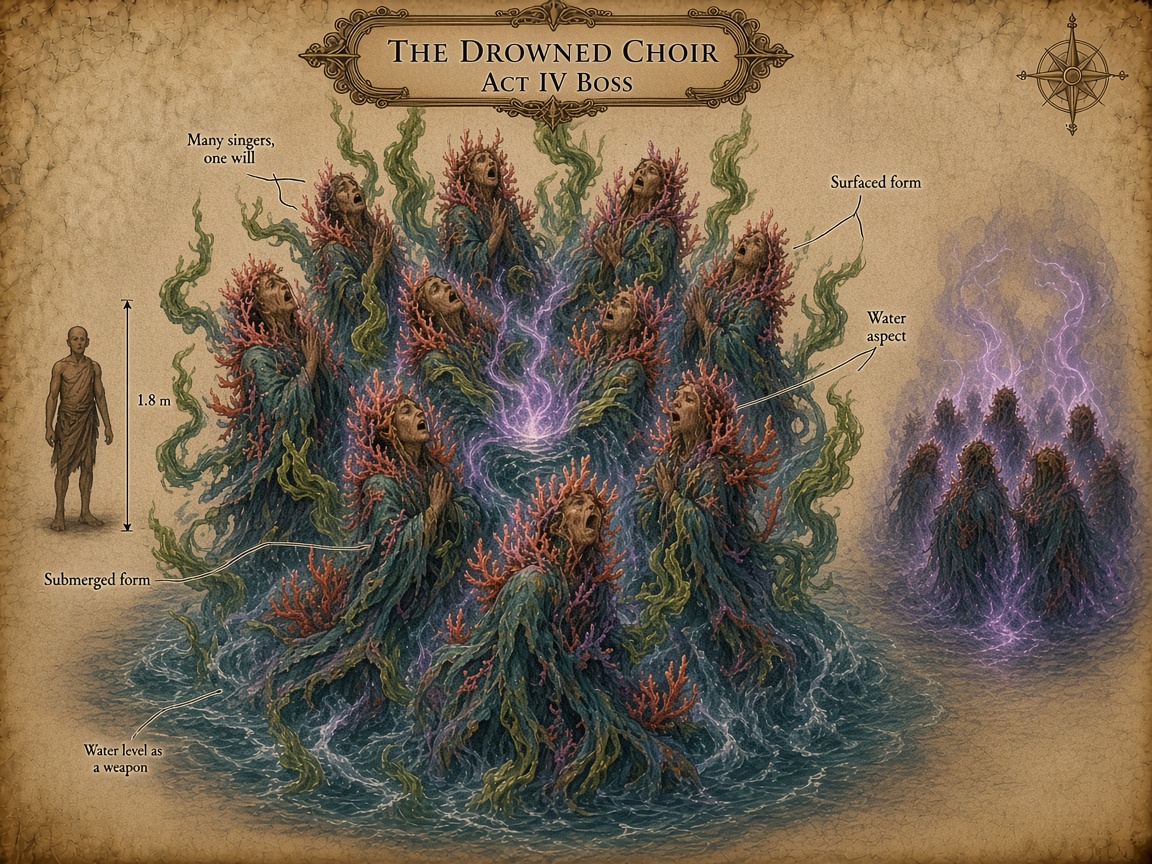 The Drowned Choir
Act IV Boss
Many singers,
one will
Surfaced form
Water
aspect
1.8 m
Submerged form
Water level as
a weapon